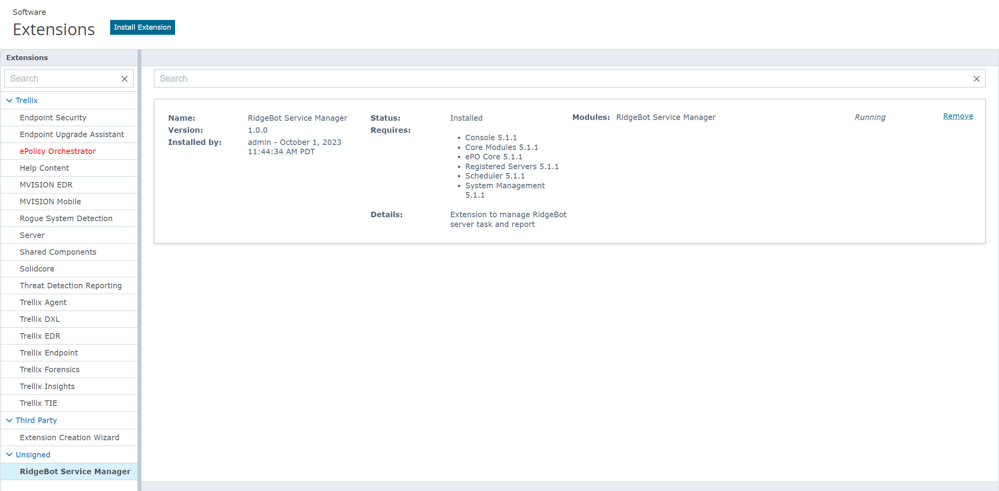 Software
Extensions
Install Extension
Extensions
Search
Trellix
Endpoint Security
Endpoint Upgrade Assistant
ePolicy Orchestrator
Help Content
MVISION EDR
MVISION Mobile
Rogue System Detection
Server
Shared Components
Solidcore
Threat Detection Reporting
Trellix Agent
Trellix DXL
Trellix EDR
Trellix Endpoint
Trellix Forensics
Trellix Insights
Trellix TIE
Third Party
Extension Creation Wizard
Unsigned
RidgeBot Service Manager
Search
Name: RidgeBot Service Manager
Version: 1.0.0
Installed by: admin - October 1, 2023
11:44:34 AM PDT
Status: Installed
Requires:
• Console 5.1.1
• Core Modules 5.1.1
• ePO Core 5.1.1
• Registered Servers 5.1.1
• Scheduler 5.1.1
• System Management
5.1.1
Details: Extension to manage RidgeBot
server task and report
Modules: RidgeBot Service Manager Running
Remove